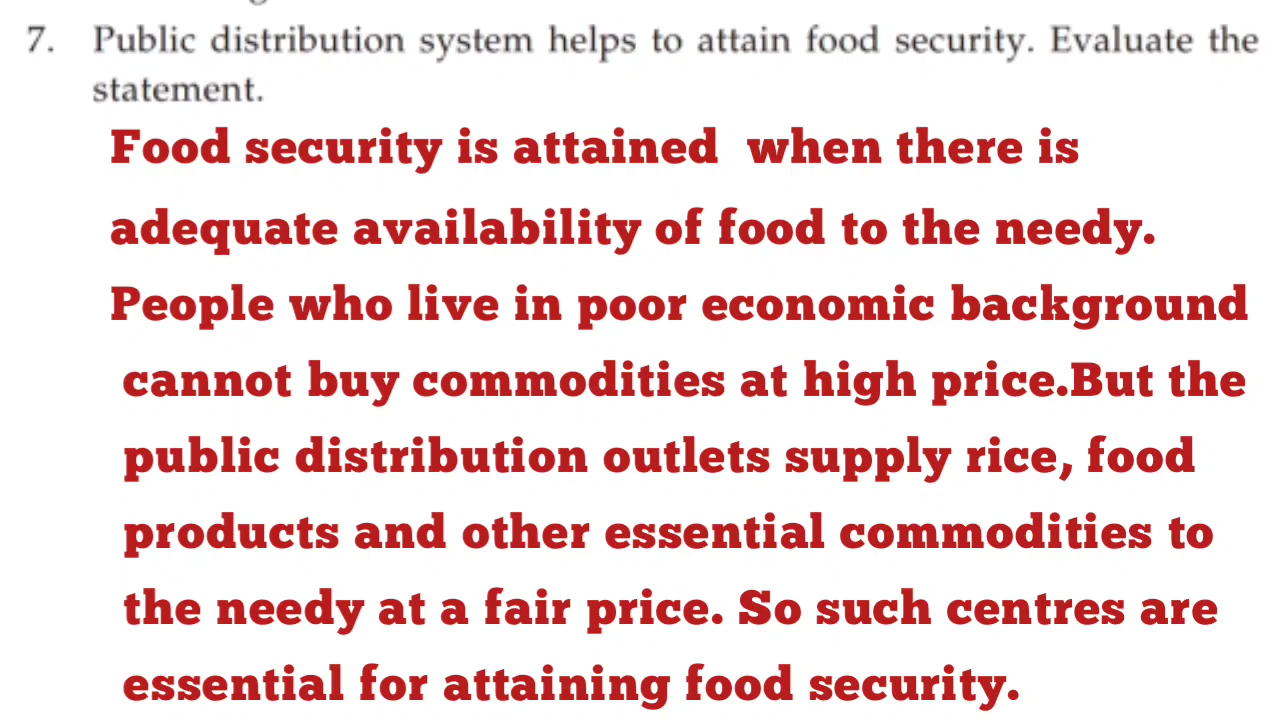 7. Public distribution system helps to attain food security. Evaluate the
statement.
Food security is attained when there is
adequate availability of food to the needy.
People who live in poor economic background
cannot buy commodities at high price.But the
public distribution outlets supply rice, food
products and other essential commodities to
the needy at a fair price. So such centres are
essential for attaining food security.